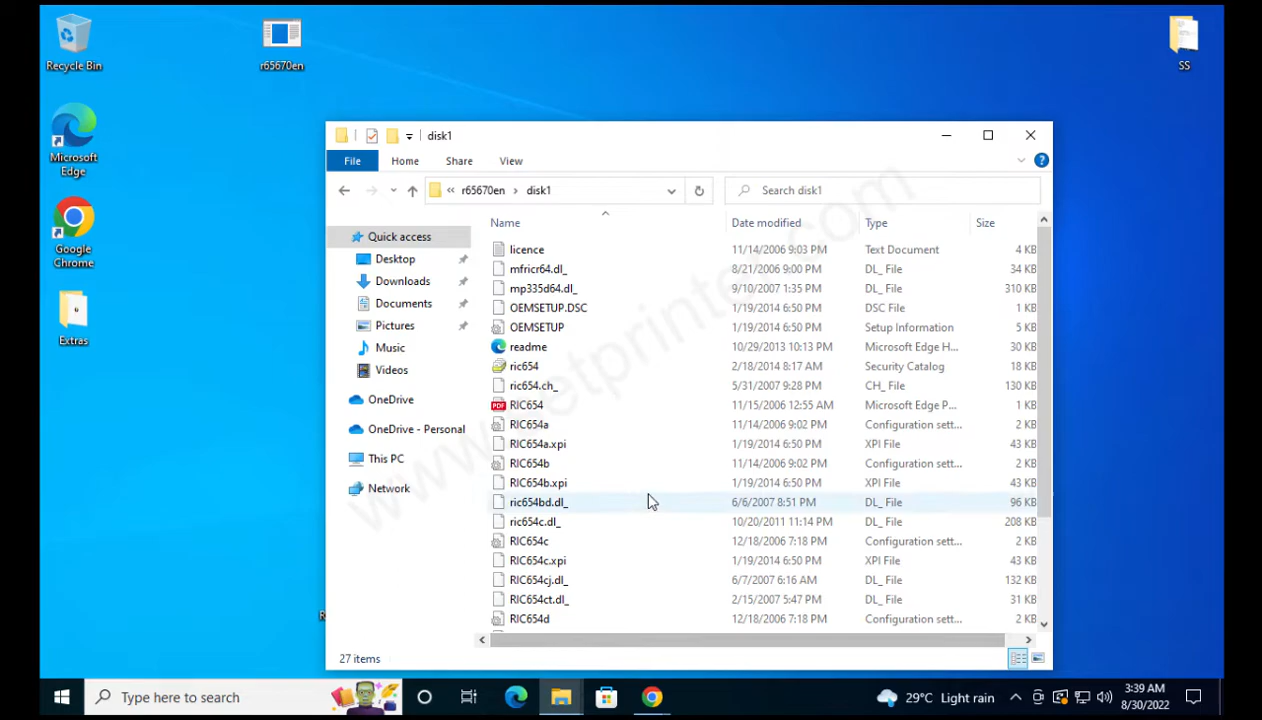 Recycle Bin
r65670en
SS
Microsoft
Edge
Google
Chrome
Extras
disk1
File Home Share View
« r65670en > disk1
Search disk1
Name Date modified Type Size
Quick access
Desktop
Downloads
Documents
Pictures
Music
Videos
OneDrive
OneDrive - Personal
This PC
Network
licence 11/14/2006 9:03 PM Text Document 4 KB
mfricr64.dl_ 8/21/2006 9:00 PM DL_ File 34 KB
mp335d64.dl_ 9/10/2007 1:35 PM DL_ File 310 KB
OEMSETUP.DSC 1/19/2014 6:50 PM DSC File 1 KB
OEMSETUP 1/19/2014 6:50 PM Setup Information 5 KB
readme 10/29/2013 10:13 PM Microsoft Edge H... 30 KB
ric654 2/18/2014 8:17 AM Security Catalog 18 KB
ric654.ch_ 5/31/2007 9:28 PM CH_ File 130 KB
RIC654 11/15/2006 12:55 AM Microsoft Edge P... 1 KB
RIC654a 11/14/2006 9:02 PM Configuration sett... 2 KB
RIC654a.xpi 1/19/2014 6:50 PM XPI File 43 KB
RIC654b 11/14/2006 9:02 PM Configuration sett... 2 KB
RIC654b.xpi 1/19/2014 6:50 PM XPI File 43 KB
ric654bd.dl_ 6/6/2007 8:51 PM DL_ File 96 KB
ric654c.dl_ 10/20/2011 11:14 PM DL_ File 208 KB
RIC654c 12/18/2006 7:18 PM Configuration sett... 2 KB
RIC654c.xpi 1/19/2014 6:50 PM XPI File 43 KB
RIC654cj.dl_ 6/7/2007 6:16 AM DL_ File 132 KB
RIC654ct.dl_ 2/15/2007 5:47 PM DL_ File 31 KB
RIC654d 12/18/2006 7:18 PM Configuration sett... 2 KB
27 items
Type here to search
29°C Light rain
3:39 AM
8/30/2022